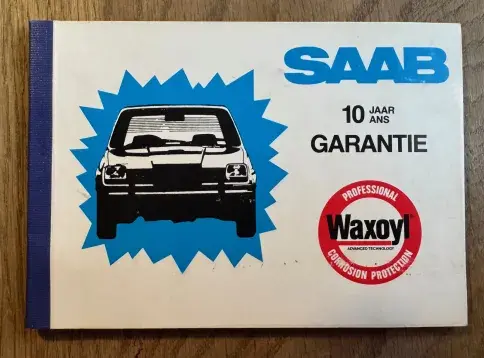 SAAB
10 JAAR
ANS
GARANTIE
PROFESSIONAL
Waxoyl®
ADVANCED TECHNOLOGY
CORROSION PROTECTION